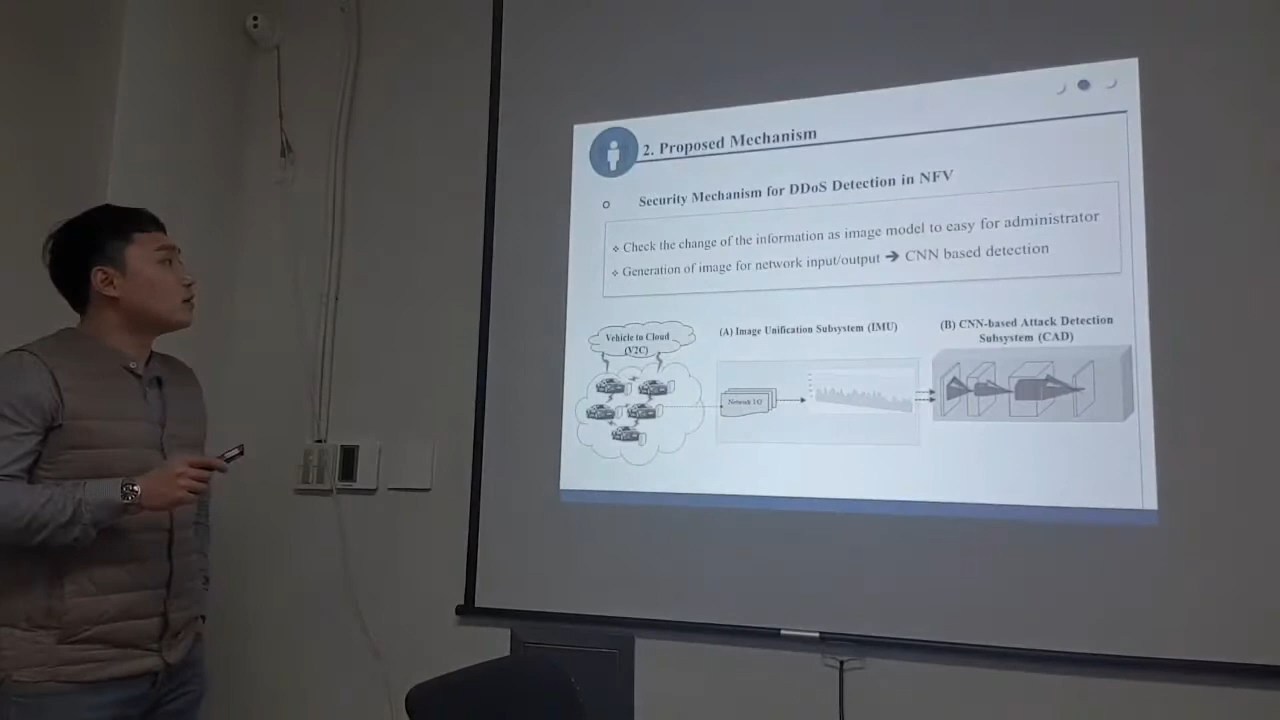 2. Proposed Mechanism
Security Mechanism for DDoS Detection in NFV
Check the change of the information as image model to easy for administrator
Generation of image for network input/output ➔ CNN based detection
Vehicle to Cloud
(V2C)
(A) Image Unification Subsystem (IMU)
Network I/O
(B) CNN-based Attack Detection
Subsystem (CAD)